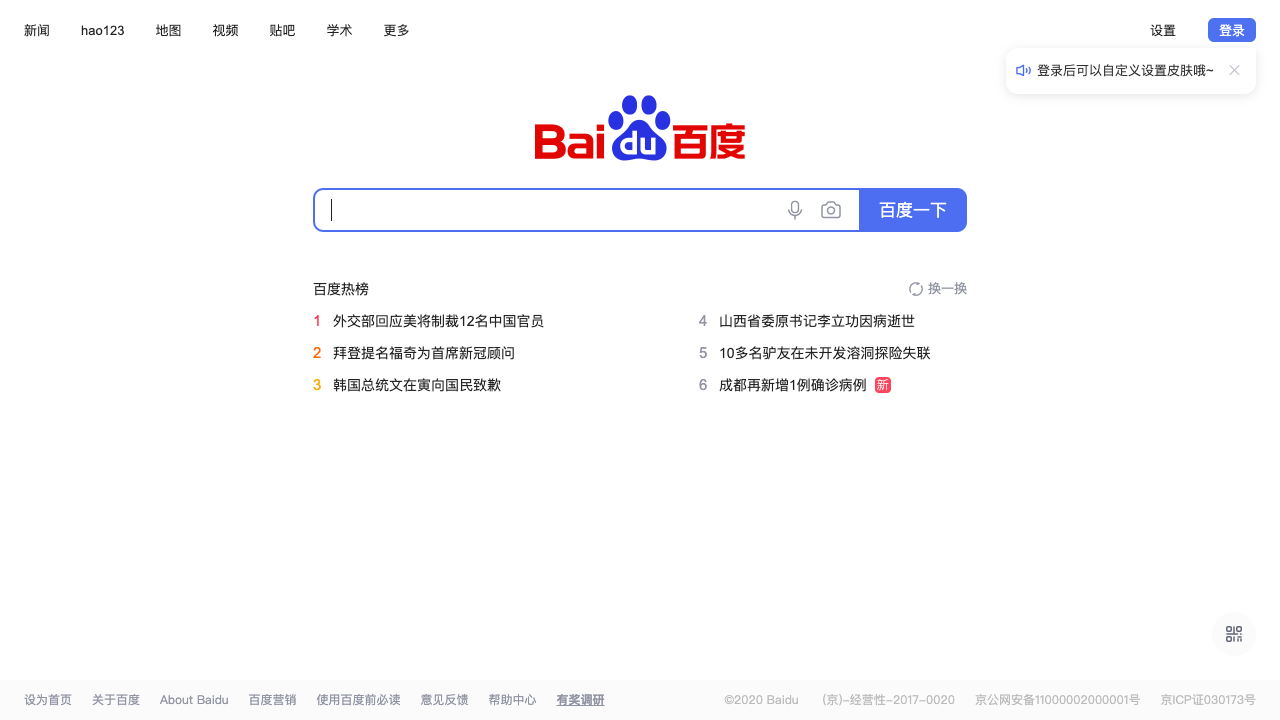 新闻 hao123 地图 视频 贴吧 学术 更多 设置 登录
登录后可以自定义设置皮肤哦~
Bai du 百度
百度一下
百度热榜 换一换
1 外交部回应美将制裁12名中国官员
2 拜登提名福奇为首席新冠顾问
3 韩国总统文在寅向国民致歉
4 山西省委原书记李立功因病逝世
5 10多名驴友在未开发溶洞探险失联
6 成都再新增1例确诊病例 新
设为首页 关于百度 About Baidu 百度营销 使用百度前必读 意见反馈 帮助中心 有奖调研 ©2020 Baidu (京)-经营性-2017-0020 京公网安备11000002000001号 京ICP证030173号